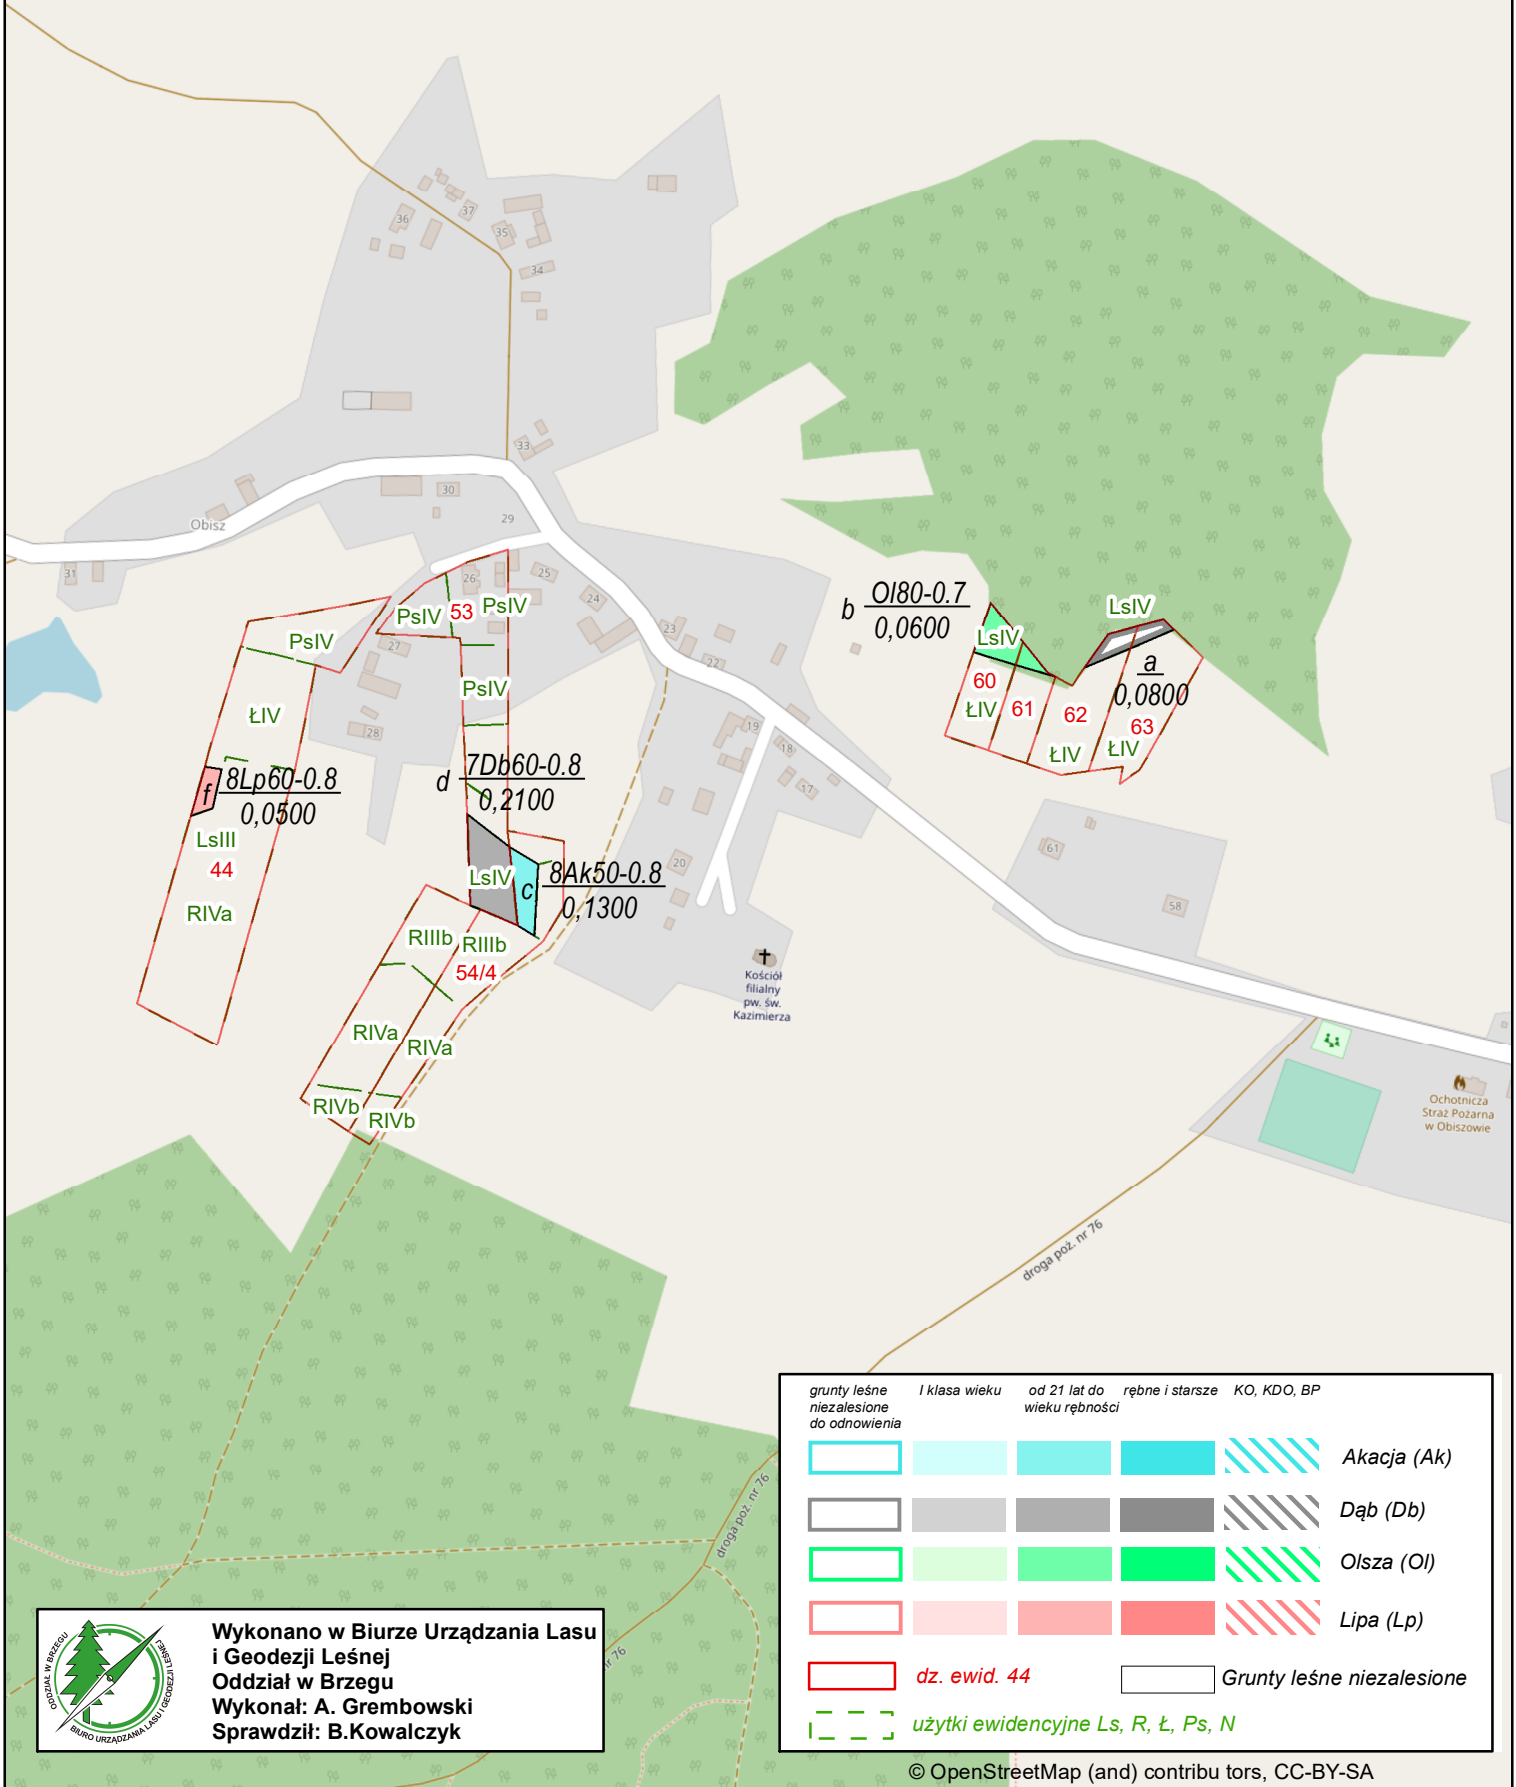 36
37
35
34
33
30
29
Obisz
31
26
25
24
23
22
27
28
19
18
17
20
61
58
PsIV
53
PsIV
PsIV
PsIV
ŁIV
f
8Lp60-0.8
0,0500
LsIII
44
RIVa
d
7Db60-0.8
0,2100
LsIV
c
8Ak50-0.8
0,1300
RIIIb
RIIIb
54/4
RIVa
RIVa
RIVb
RIVb
b
Ol80-0.7
0,0600
LsIV
LsIV
a
0,0800
60
61
62
63
ŁIV
ŁIV
ŁIV
Kościół
filialny
pw. św.
Kazimierza
Ochotnicza
Straż Pożarna
w Obiszowie
droga poż. nr 76
droga poż. nr 76
nr 76
grunty leśne
niezalesione
do odnowienia
I klasa wieku
od 21 lat do
wieku rębności
rębne i starsze
KO, KDO, BP
Akacja (Ak)
Dąb (Db)
Olsza (Ol)
Lipa (Lp)
dz. ewid. 44
Grunty leśne niezalesione
użytki ewidencyjne Ls, R, Ł, Ps, N
ODDZIAŁ W BRZEGU
BIURO URZĄDZANIA LASU I GEODEZJI LEŚNEJ
Wykonano w Biurze Urządzania Lasu
i Geodezji Leśnej
Oddział w Brzegu
Wykonał: A. Grembowski
Sprawdził: B.Kowalczyk
© OpenStreetMap (and) contribu tors, CC-BY-SA